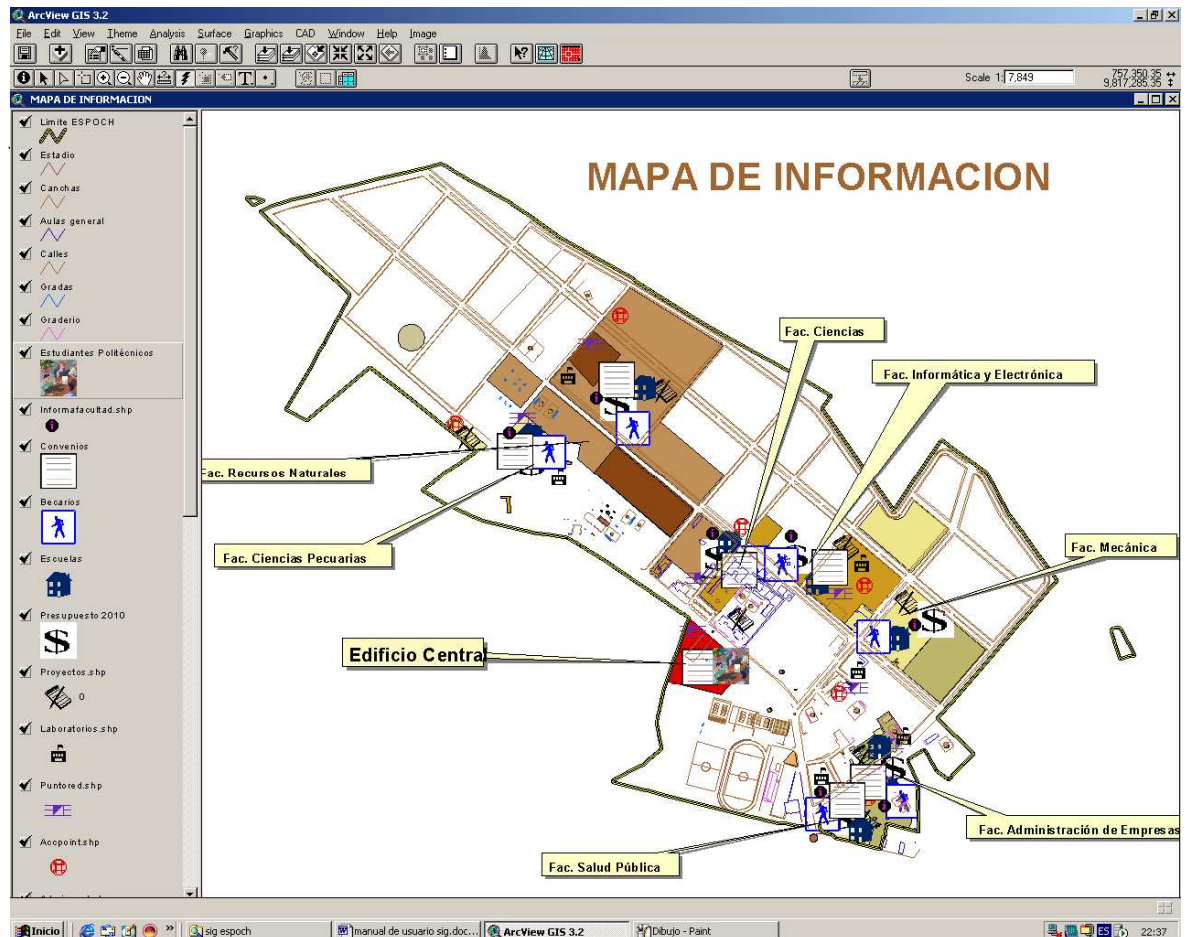 ArcView GIS 3.2
File Edit View Theme Analysis Surface Graphics CAD Window Help Image
Scale 1: 7,849
757,350.35
9,817,285.35
MAPA DE INFORMACION
Limite ESPOCH
Estadio
Canchas
Aulas general
Calles
Gradas
Graderio
Estudiantes Politécnicos
Informafacultad.shp
Convenios
Becarios
Escuelas
Presupuesto 2010
Proyectos.shp
0
Laboratorios.shp
Puntored.shp
Accpoint.shp
MAPA DE INFORMACION
Fac. Ciencias
Fac. Informática y Electrónica
Fac. Recursos Naturales
Fac. Ciencias Pecuarias
Fac. Mecánica
Edificio Central
Fac. Administración de Empresas
Fac. Salud Pública
Inicio
»
sig espoch
manual de usuario sig.doc...
ArcView GIS 3.2
Dibujo - Paint
ES
22:37